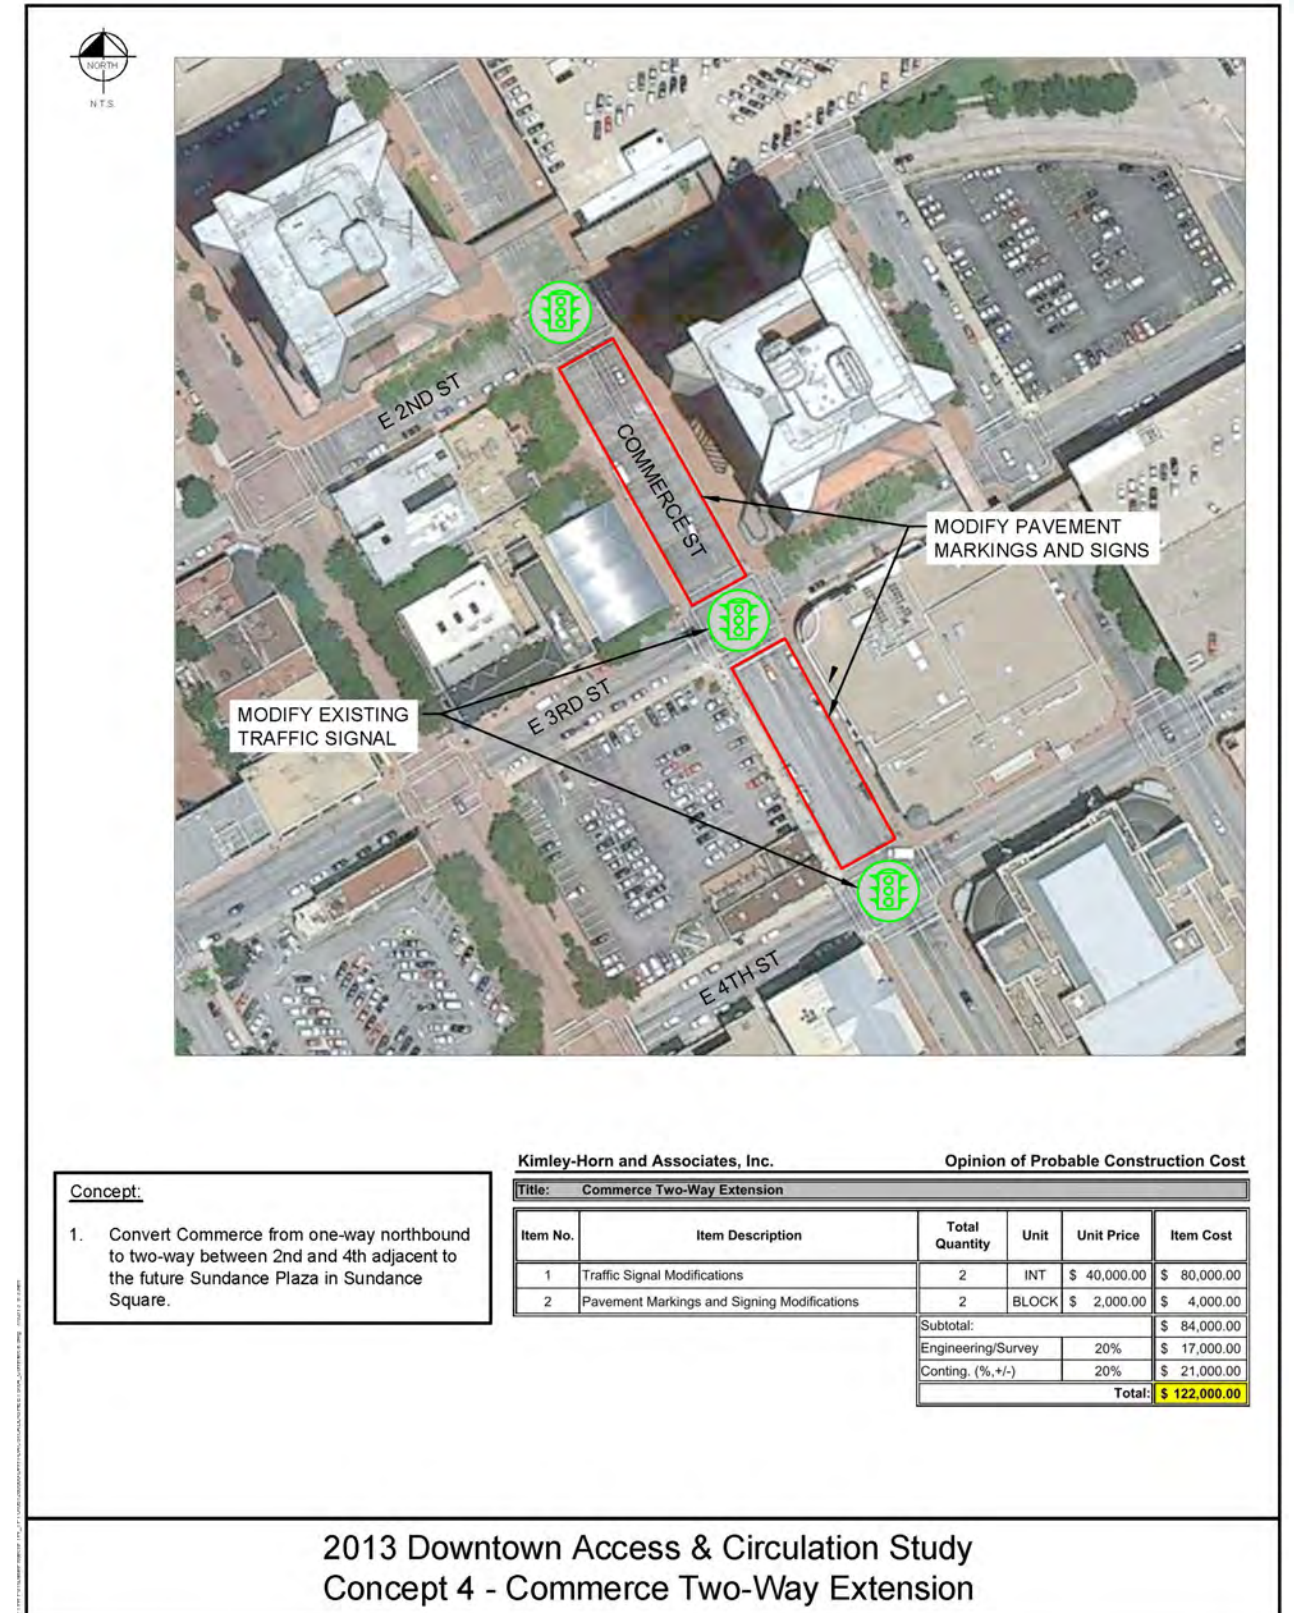 NORTH
N.T.S.
E 2ND ST
COMMERCE ST
MODIFY PAVEMENT
MARKINGS AND SIGNS
E 3RD ST
MODIFY EXISTING
TRAFFIC SIGNAL
E 4TH ST
Concept:
1. Convert Commerce from one-way northbound
to two-way between 2nd and 4th adjacent to
the future Sundance Plaza in Sundance
Square.
Kimley-Horn and Associates, Inc. Opinion of Probable Construction Cost
Title: Commerce Two-Way Extension
Item No. Item Description Total Quantity Unit Unit Price Item Cost
1 Traffic Signal Modifications 2 INT $ 40,000.00 $ 80,000.00
2 Pavement Markings and Signing Modifications 2 BLOCK $ 2,000.00 $ 4,000.00
Subtotal: $ 84,000.00
Engineering/Survey 20% $ 17,000.00
Conting. (%,+/-) 20% $ 21,000.00
Total: $ 122,000.00
2013 Downtown Access & Circulation Study
Concept 4 - Commerce Two-Way Extension